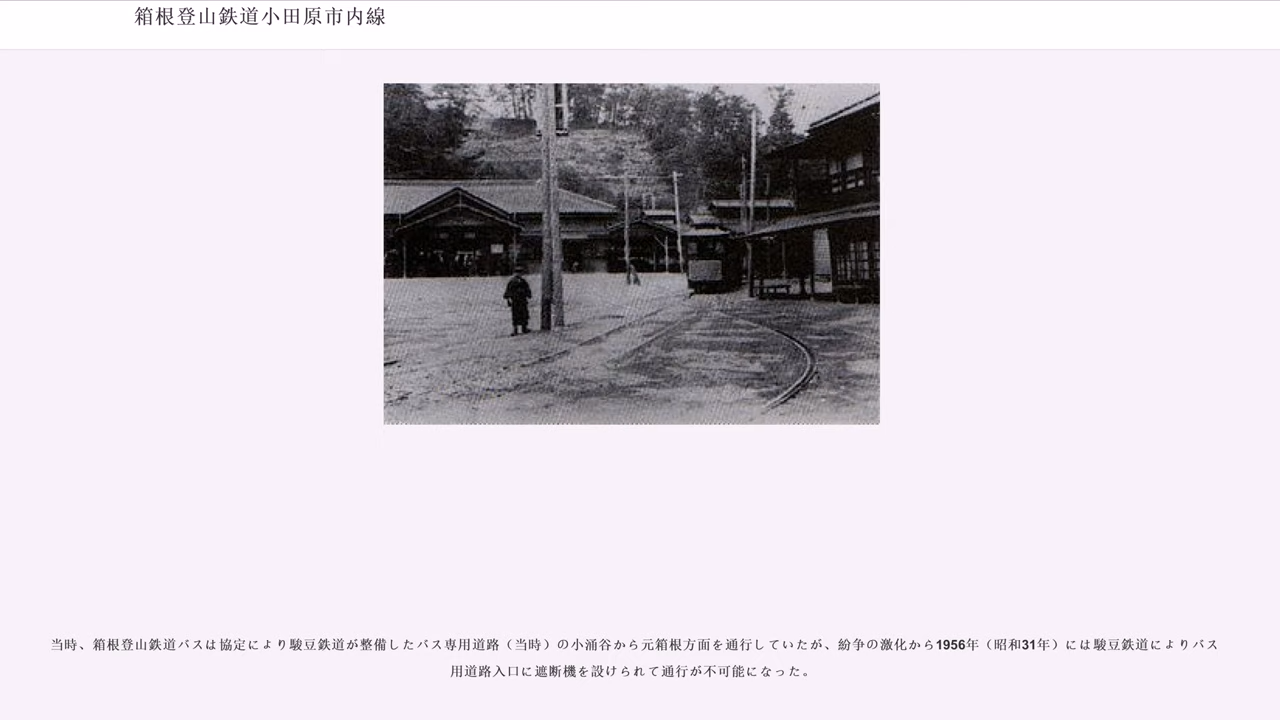 箱根登山鉄道小田原市内線
当時、箱根登山鉄道バスは協定により駿豆鉄道が整備したバス専用道路（当時）の小涌谷から元箱根方面を通行していたが、紛争の激化から1956年（昭和31年）には駿豆鉄道によりバス
用道路入口に遮断機を設けられて通行が不可能になった。